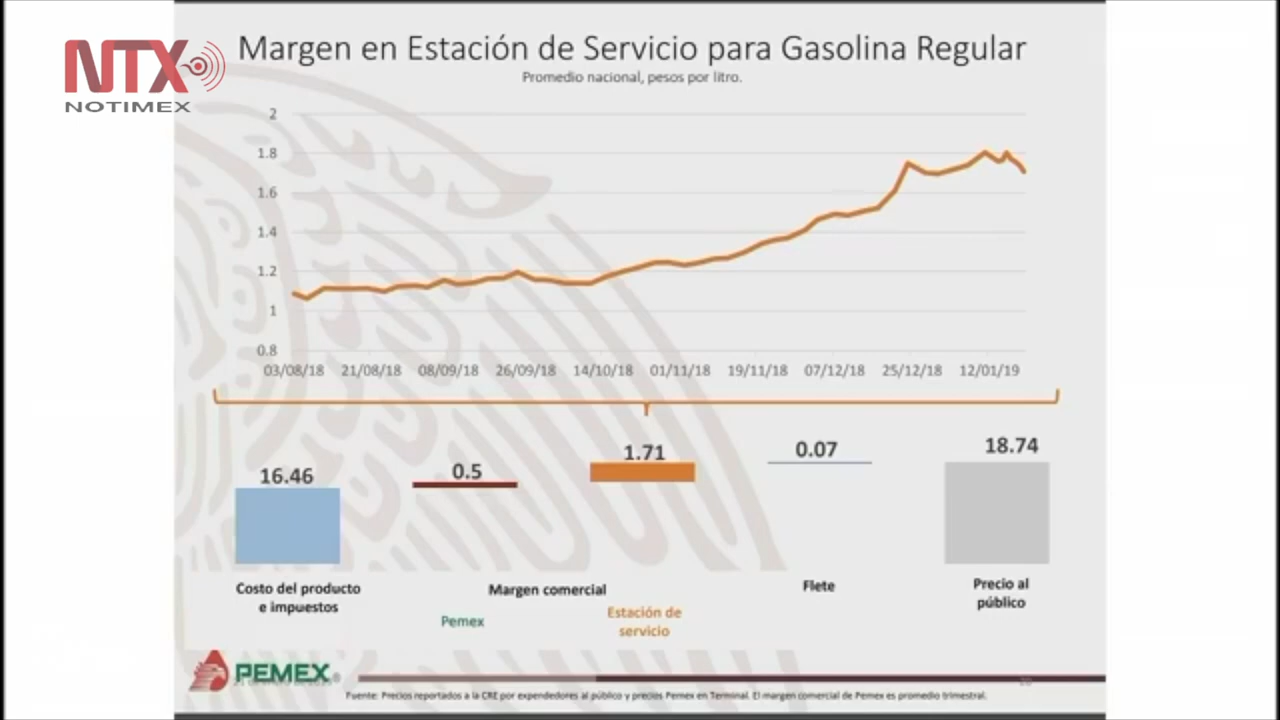 NTX
NOTIMEX
Margen en Estación de Servicio para Gasolina Regular
Promedio nacional, pesos por litro.
2
1.8
1.6
1.4
1.2
1
0.8
03/08/18 21/08/18 08/09/18 26/09/18 14/10/18 01/11/18 19/11/18 07/12/18 25/12/18 12/01/19
16.46 0.5 1.71 0.07 18.74
Costo del producto
e impuestos
Margen comercial
Pemex
Estación de
servicio
Flete
Precio al
público
PEMEX
Fuente: Precios reportados a la CRE por expendedores al público y precios Pemex en Terminal. El margen comercial de Pemex es promedio trimestral.